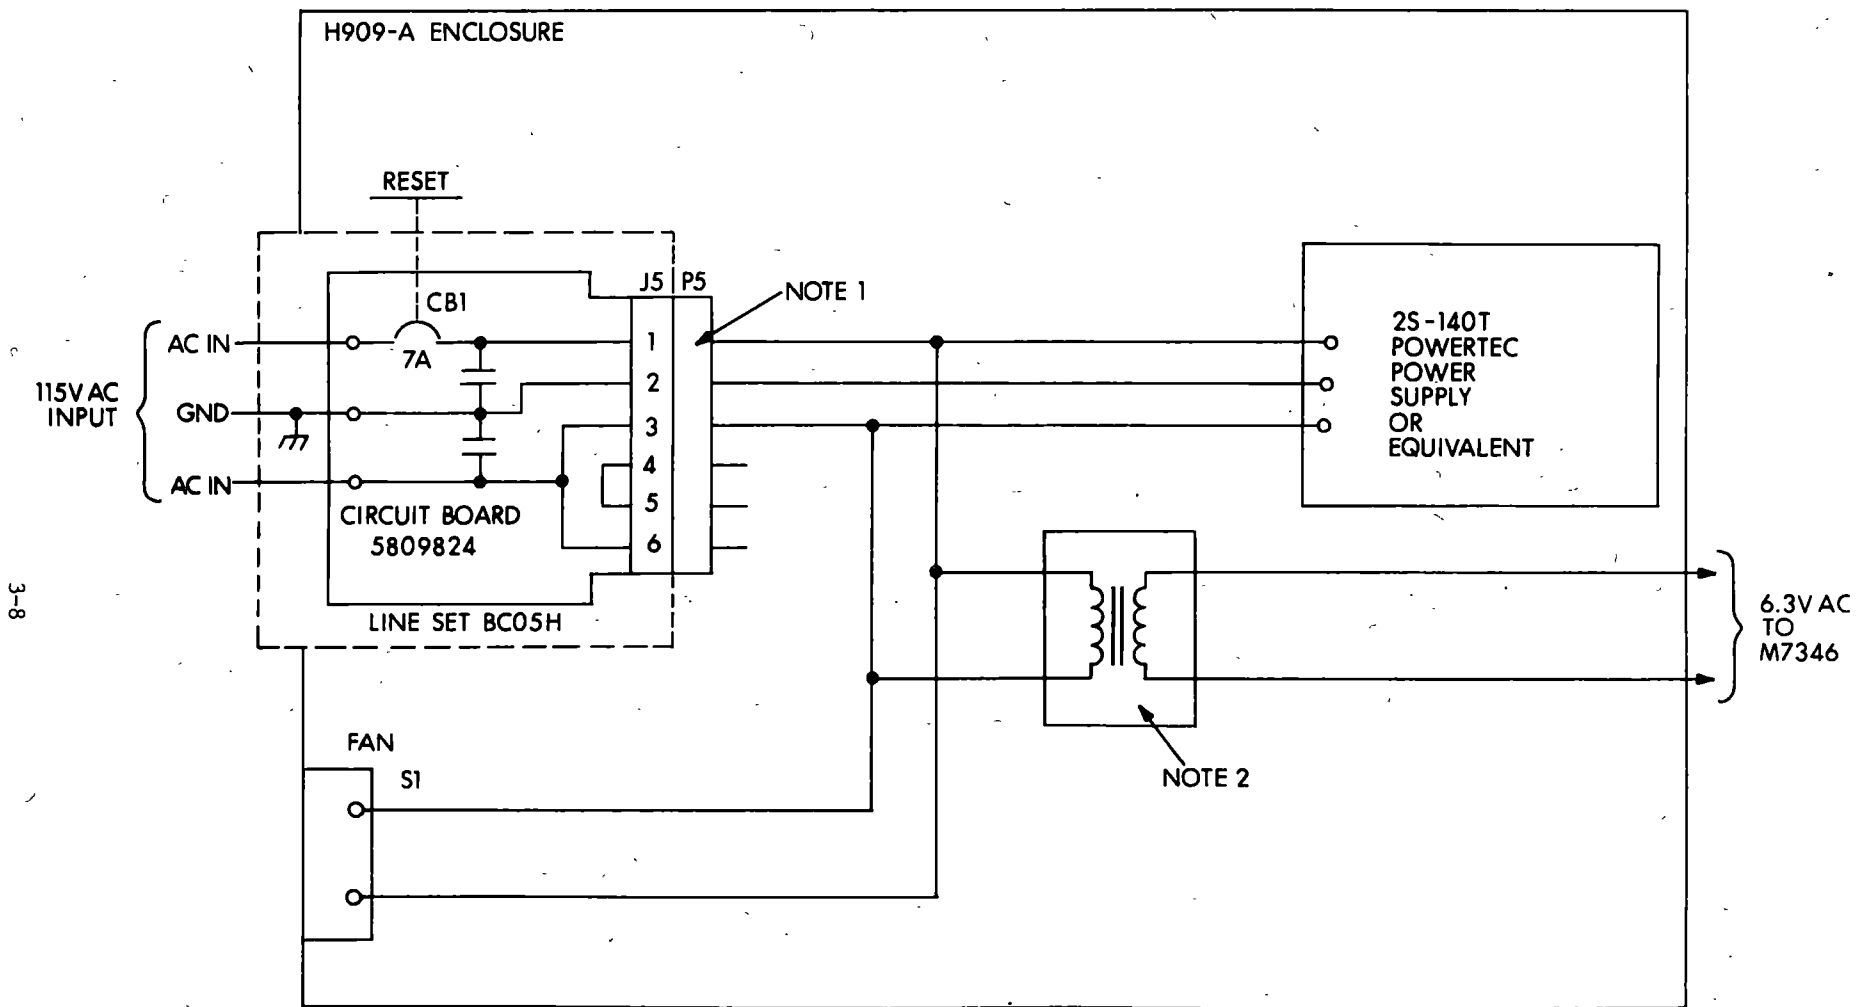 H909-A ENCLOSURE
RESET
J5 P5
NOTE 1
CB1
7A
115V AC
INPUT
AC IN
GND
AC IN
1
2
3
4
5
6
CIRCUIT BOARD
5809824
LINE SET BC05H
2S-140T
POWERTEC
POWER
SUPPLY
OR
EQUIVALENT
6.3V AC
TO
M7346
NOTE 2
FAN
S1
3-8